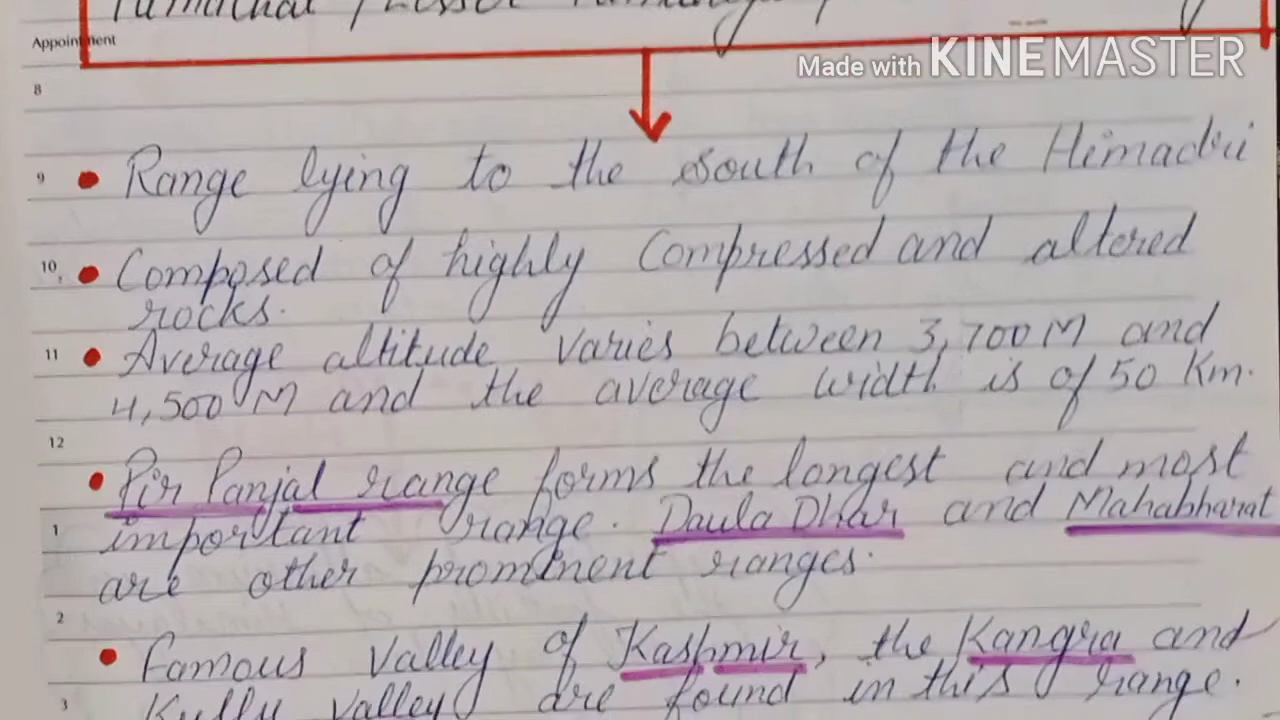 Himachal / Lesser Himalaya
Appointment
Made with KINEMASTER
8
9 • Range lying to the south of the Himadri
10 • Composed of highly compressed and altered
rocks.
11 • Average altitude varies between 3,700 M and
4,500 M and the average width is of 50 Km.
12
• Pir Panjal range forms the longest and most
1 important range. Daula Dhar and Mahabharat
are other prominent ranges.
2
• Famous valley of Kashmir, the Kangra and
3 Kullu valley are found in this range.